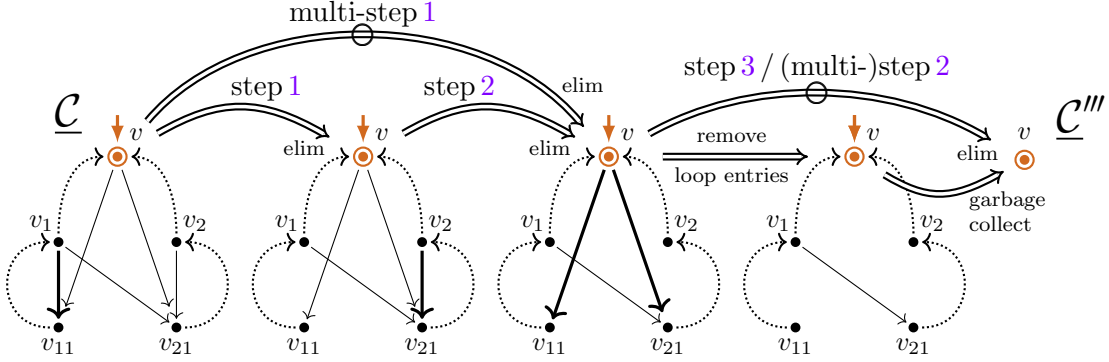 multi-step 1
step 1
step 2
elim
step 3 / (multi-)step 2
C
C‴
v
elim
v
elim
v
remove
loop entries
v
elim
v
garbage
collect
v₁
v₂
v₁
v₂
v₁
v₂
v₁
v₂
v₁₁
v₂₁
v₁₁
v₂₁
v₁₁
v₂₁
v₁₁
v₂₁